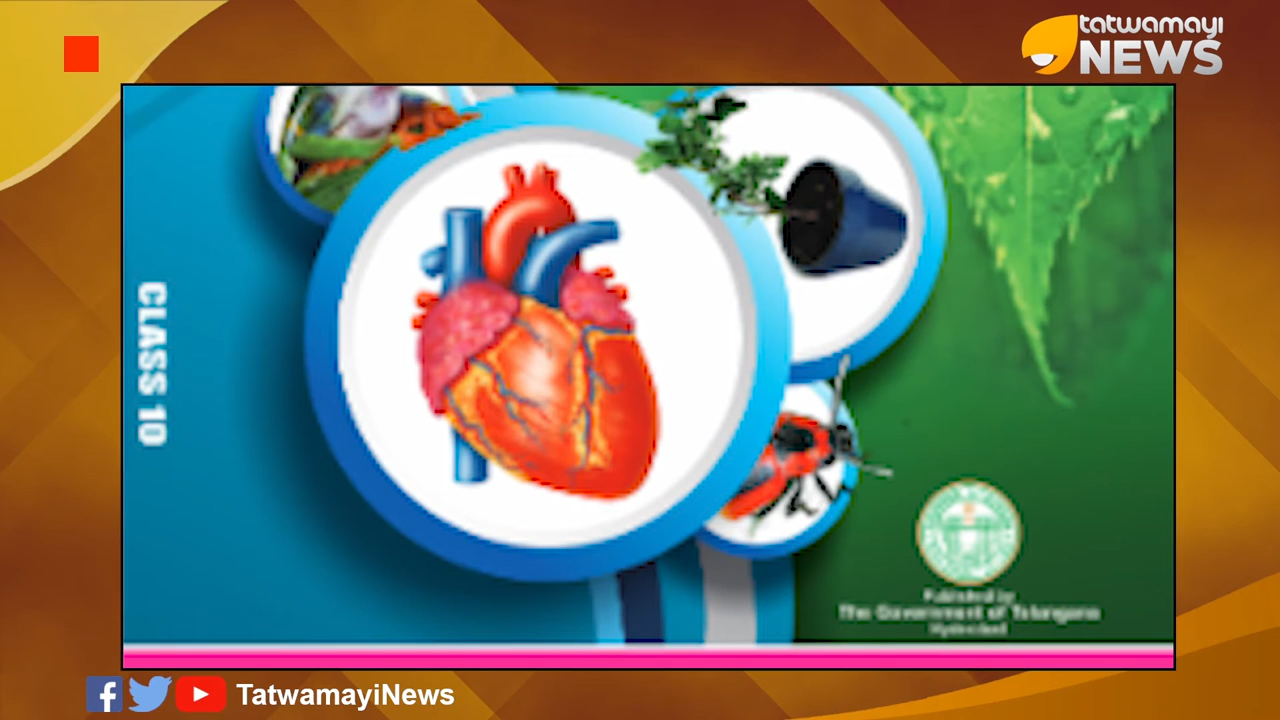 tatwamayi
NEWS
CLASS 10
Published by
The Government of Telangana
Hyderabad
TatwamayiNews